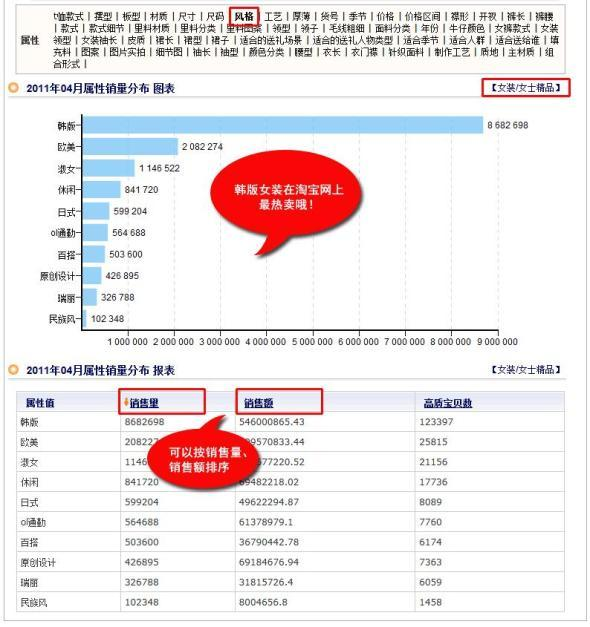 t恤款式 | 裙型 | 板型 | 材质 | 尺寸 | 尺码 | 风格 | 工艺 | 厚薄 | 货号 | 季节 | 价格 | 价格区间 | 襟形 | 开衩 | 裤长 | 裤腰
| 款式 | 款式细节 | 里料材质 | 里料分类 | 里料图案 | 领型 | 领子 | 毛线粗细 | 面料分类 | 年份 | 牛仔颜色 | 女裤款式 | 女装
属性
领型 | 女装袖长 | 皮质 | 裙长 | 裙型 | 裙子 | 适合的送礼场景 | 适合的送礼人物类型 | 适合季节 | 适合人群 | 适合送给谁 | 填
充料 | 图案 | 图片实拍 | 细节图 | 袖长 | 袖型 | 颜色分类 | 腰型 | 衣长 | 衣门襟 | 针织面料 | 制作工艺 | 质地 | 主材质 | 组
合形式 |
2011年04月属性销量分布 图表
【女装/女士精品】
韩版 8 682 698
欧美 2 082 274
淑女 1 146 522
休闲 841 720
日式 599 204
ol通勤 564 688
百搭 503 600
原创设计 426 895
瑞丽 326 788
民族风 102 348
韩版女装在淘宝网上
最热卖哦！
1 000 000 2 000 000 3 000 000 4 000 000 5 000 000 6 000 000 7 000 000 8 000 000 9 000 000
2011年04月属性销量分布 报表
【女装/女士精品】
属性值 销售量 销售额 高质宝贝数
韩版 8682698 546000865.43 123397
欧美 208227 09570833.44 25815
淑女 1146 677220.52 21156
休闲 841720 69482218.02 17736
日式 599204 49622294.87 8089
ol通勤 564688 61378979.1 7760
百搭 503600 36790442.78 6174
原创设计 426895 69184676.94 7363
瑞丽 326788 31815726.4 6059
民族风 102348 8004656.8 1458
可以按销售量、
销售额排序